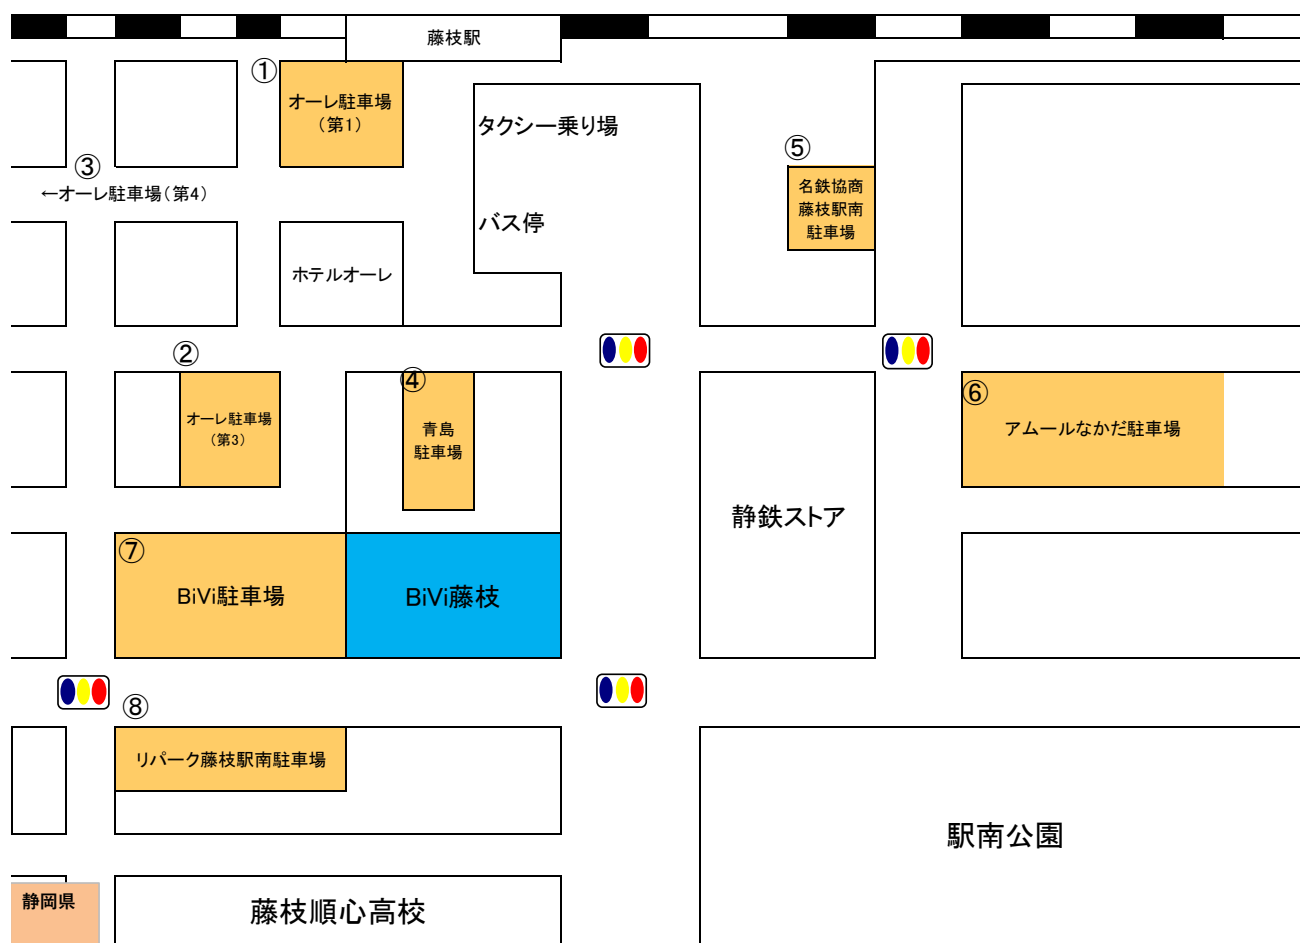 藤枝駅
①
オーレ駐車場
（第1）
タクシー乗り場
⑤
③
←オーレ駐車場（第4）
名鉄協商
藤枝駅南
駐車場
バス停
ホテルオーレ
②
④
⑥
オーレ駐車場
（第3）
青島
駐車場
アムールなかだ駐車場
静鉄ストア
⑦
BiVi駐車場
BiVi藤枝
⑧
リパーク藤枝駅南駐車場
駅南公園
静岡県
藤枝順心高校